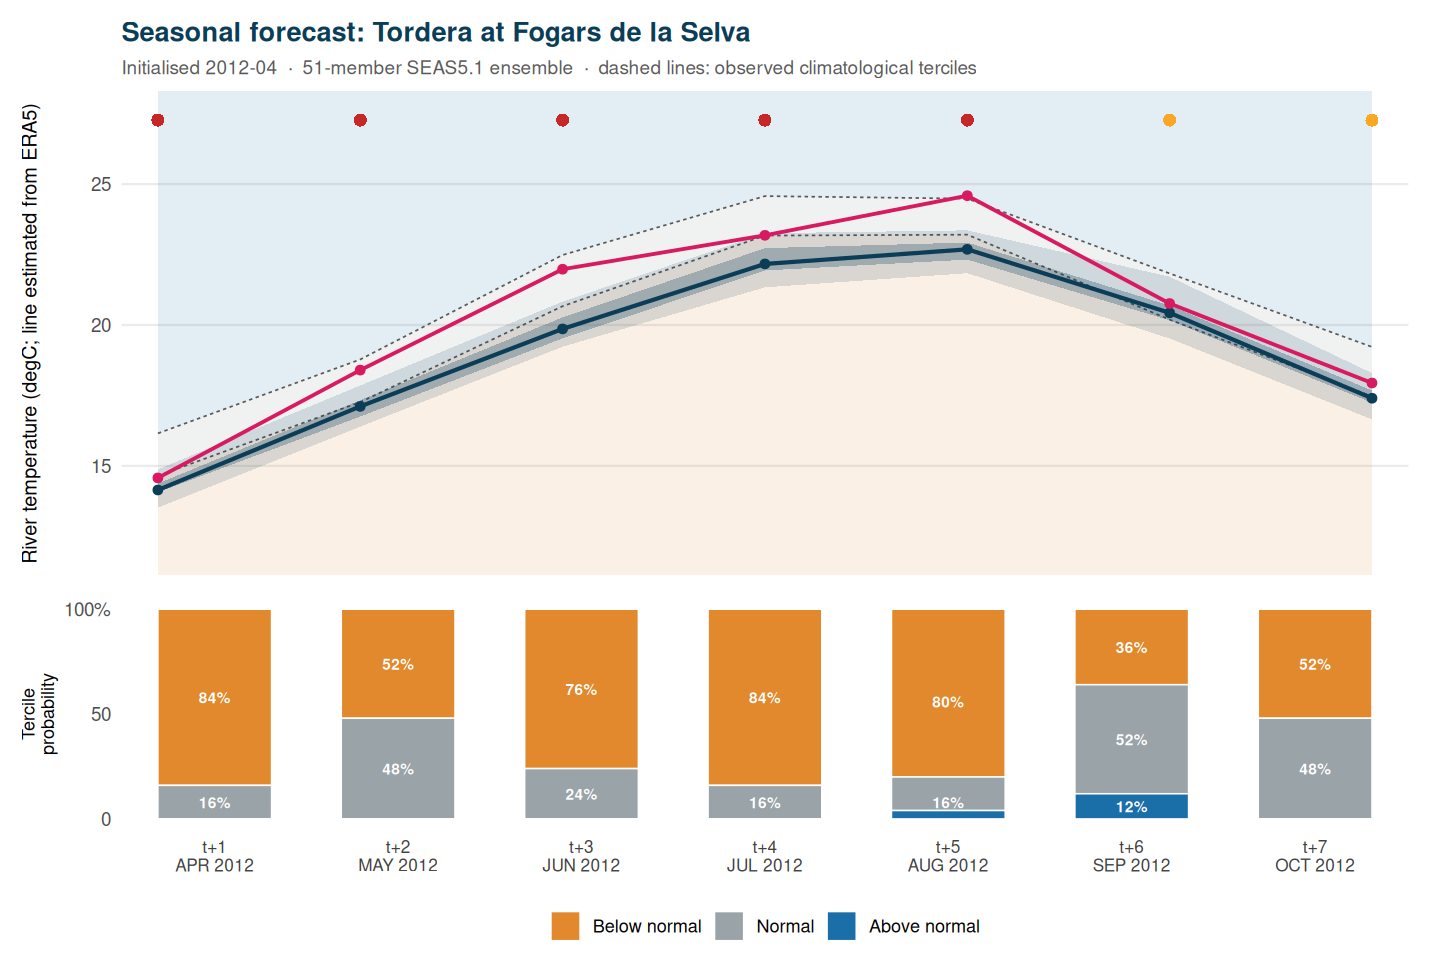 Seasonal forecast: Tordera at Fogars de la Selva
Initialised 2012-04 · 51-member SEAS5.1 ensemble · dashed lines: observed climatological terciles
River temperature (degC; line estimated from ERA5)
25
20
15
Tercile
probability
100%
50
0
84%
52%
76%
84%
80%
36%
52%
16%
48%
24%
16%
16%
52%
48%
12%
t+1
APR 2012
t+2
MAY 2012
t+3
JUN 2012
t+4
JUL 2012
t+5
AUG 2012
t+6
SEP 2012
t+7
OCT 2012
Below normal
Normal
Above normal